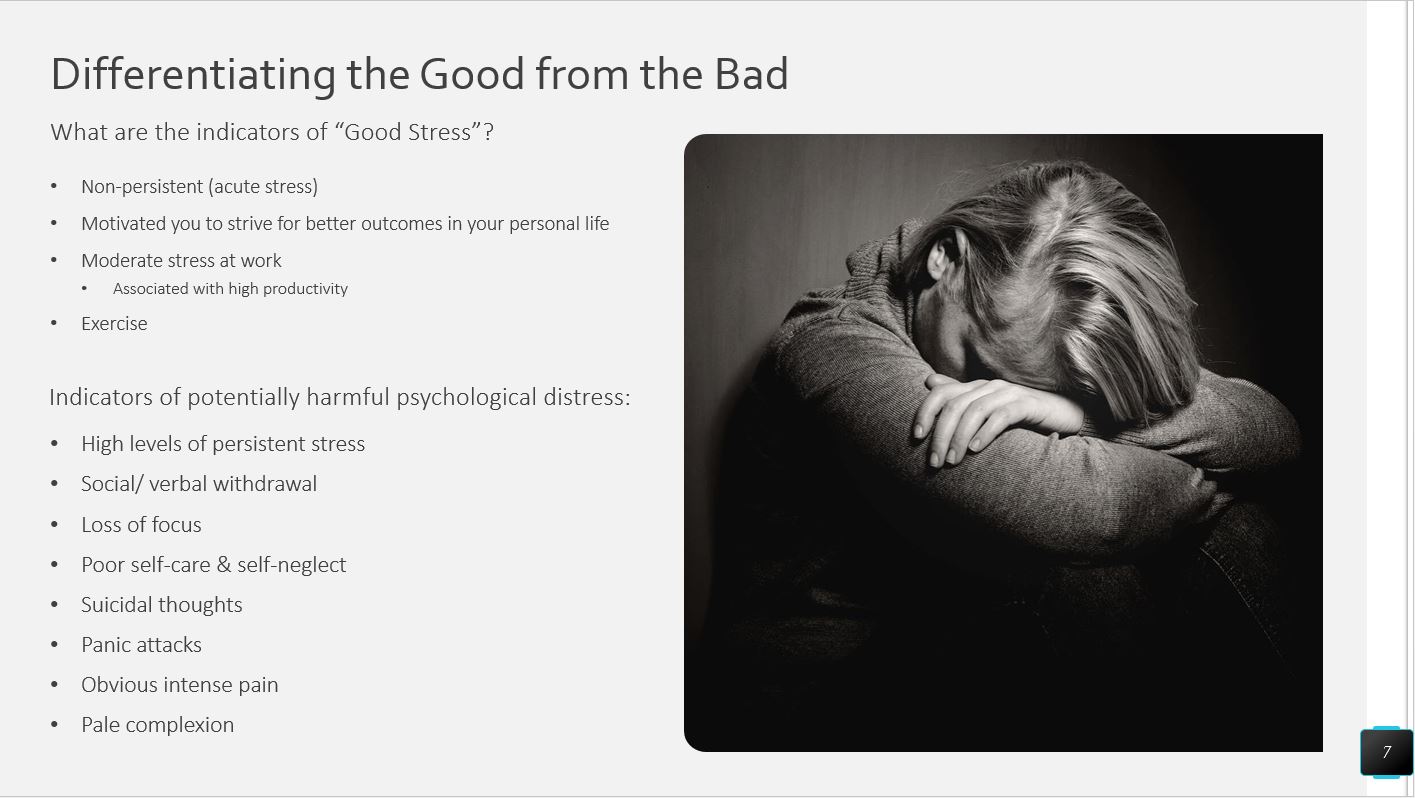 Differentiating the Good from the Bad
What are the indicators of “Good Stress”?
• Non-persistent (acute stress)
• Motivated you to strive for better outcomes in your personal life
• Moderate stress at work
• Associated with high productivity
• Exercise
Indicators of potentially harmful psychological distress:
• High levels of persistent stress
• Social/ verbal withdrawal
• Loss of focus
• Poor self-care & self-neglect
• Suicidal thoughts
• Panic attacks
• Obvious intense pain
• Pale complexion
7